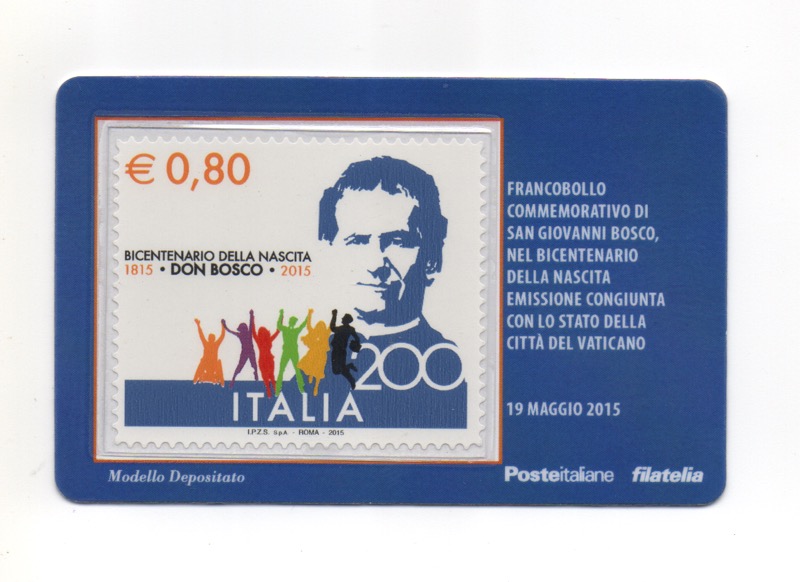 € 0,80
BICENTENARIO DELLA NASCITA
1815 • DON BOSCO • 2015
200
ITALIA
I.P.Z.S. S.p.A. - ROMA - 2015
FRANCOBOLLO
COMMEMORATIVO DI
SAN GIOVANNI BOSCO,
NEL BICENTENARIO
DELLA NASCITA
EMISSIONE CONGIUNTA
CON LO STATO DELLA
CITTÀ DEL VATICANO
19 MAGGIO 2015
Modello Depositato
Posteitaliane filatelia